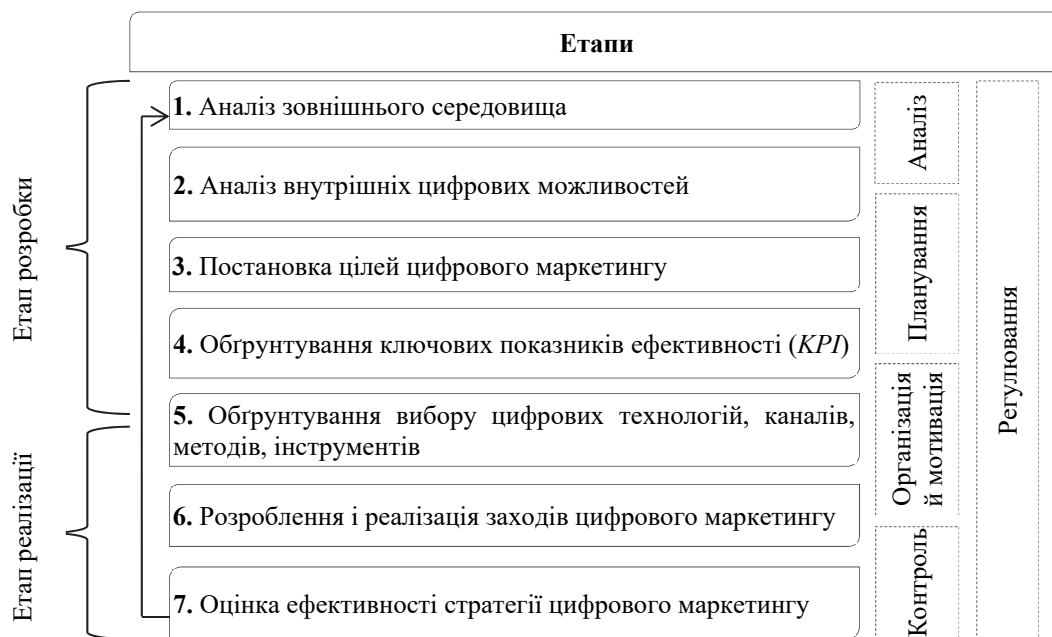 Етапи
Етап розробки
Етап реалізації
1. Аналіз зовнішнього середовища
2. Аналіз внутрішніх цифрових можливостей
3. Постановка цілей цифрового маркетингу
4. Обґрунтування ключових показників ефективності (KPI)
5. Обґрунтування вибору цифрових технологій, каналів,
методів, інструментів
6. Розроблення і реалізація заходів цифрового маркетингу
7. Оцінка ефективності стратегії цифрового маркетингу
Аналіз
Планування
Організація
й мотивація
Контроль
Регулювання